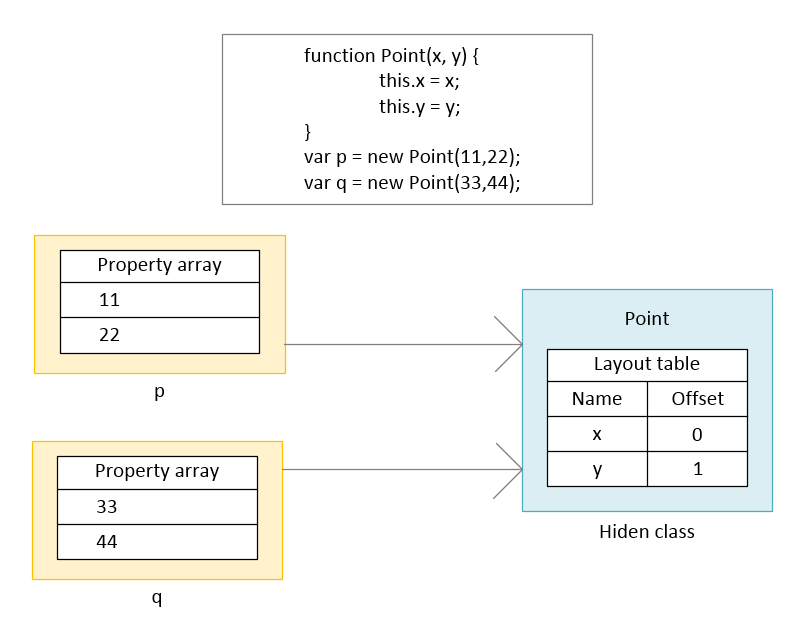 function Point(x, y) {
this.x = x;
this.y = y;
}
var p = new Point(11,22);
var q = new Point(33,44);
Property array
11
22
p
Property array
33
44
q
Point
Layout table
Name Offset
x 0
y 1
Hiden class